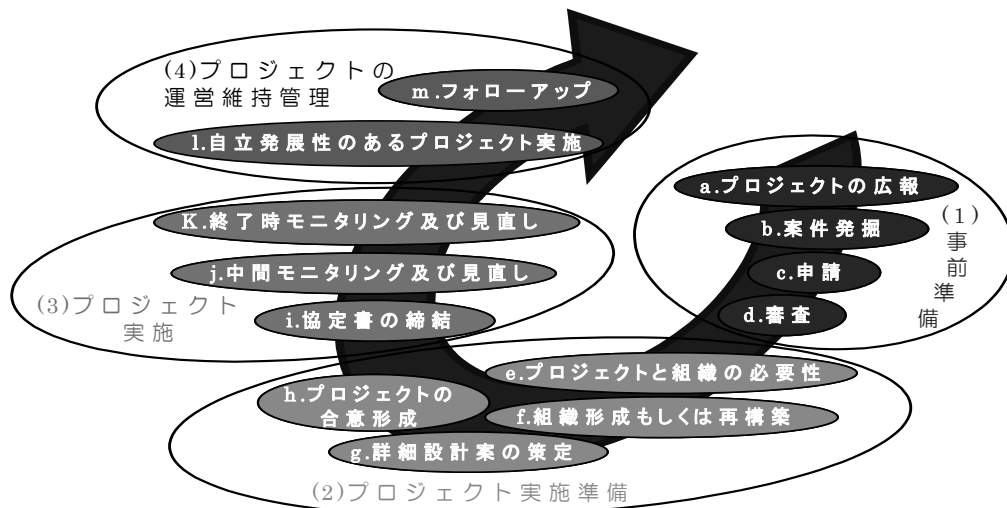 (1)
事
前
準
備
a.プロジェクトの広報
b.案件発掘
c.申請
d.審査
e.プロジェクトと組織の必要性
f.組織形成もしくは再構築
g.詳細設計案の策定
h.プロジェクトの
合意形成
(2)プロジェクト実施準備
i.協定書の締結
j.中間モニタリング及び見直し
K.終了時モニタリング及び見直し
(3)プロジェクト
実施
l.自立発展性のあるプロジェクト実施
m.フォローアップ
(4)プロジェクトの
運営維持管理